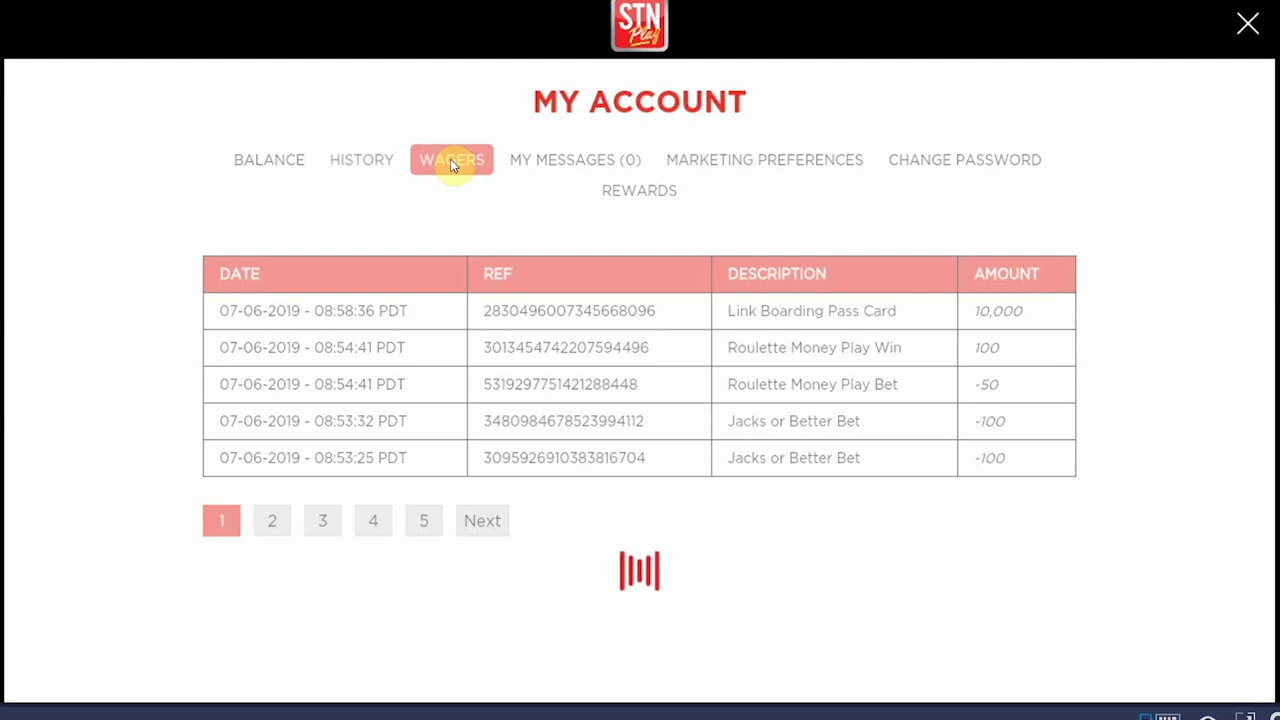 STN
Play
MY ACCOUNT
BALANCE HISTORY WAGERS MY MESSAGES (0) MARKETING PREFERENCES CHANGE PASSWORD
REWARDS
DATE REF DESCRIPTION AMOUNT
07-06-2019 - 08:58:36 PDT 2830496007345668096 Link Boarding Pass Card 10,000
07-06-2019 - 08:54:41 PDT 3013454742207594496 Roulette Money Play Win 100
07-06-2019 - 08:54:41 PDT 5319297751421288448 Roulette Money Play Bet -50
07-06-2019 - 08:53:32 PDT 3480984678523994112 Jacks or Better Bet -100
07-06-2019 - 08:53:25 PDT 3095926910383816704 Jacks or Better Bet -100
1 2 3 4 5 Next